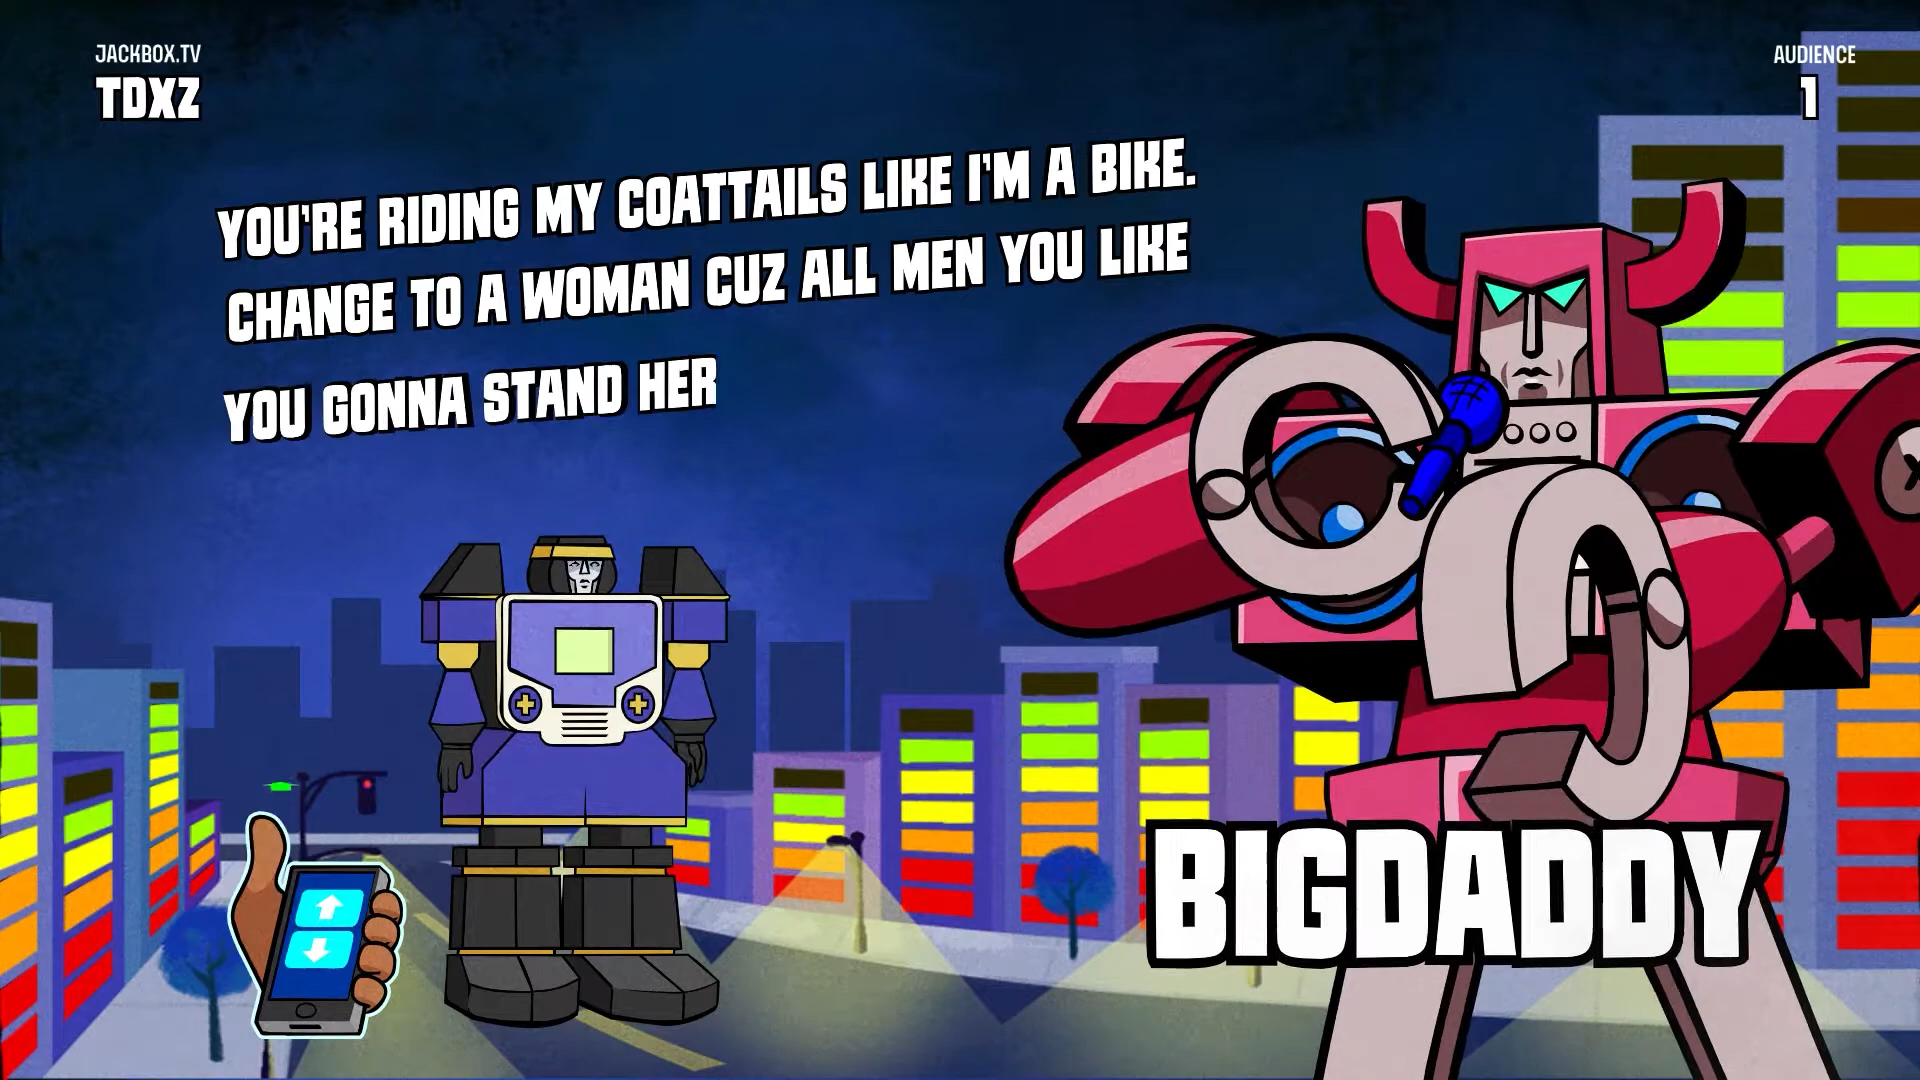 JACKBOX.TV
TDXZ
AUDIENCE
1
YOU'RE RIDING MY COATTAILS LIKE I'M A BIKE.
CHANGE TO A WOMAN CUZ ALL MEN YOU LIKE
YOU GONNA STAND HER
BIGDADDY